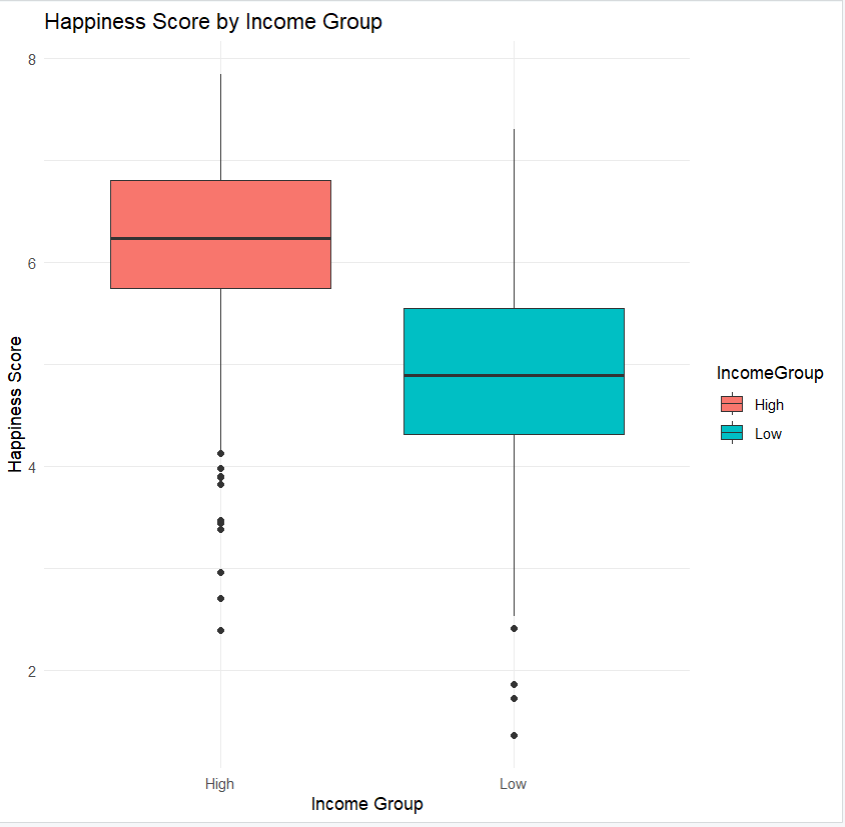 Happiness Score by Income Group
8
6
4
2
Happiness Score
High
Low
Income Group
IncomeGroup
High
Low